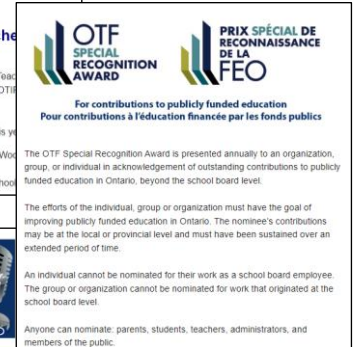 OTF
SPECIAL
RECOGNITION
AWARD
PRIX SPÉCIAL DE
RECONNAISSANCE
DE LA
FEO
For contributions to publicly funded education
Pour contributions à l'éducation financée par les fonds publics
The OTF Special Recognition Award is presented annually to an organization,
group, or individual in acknowledgement of outstanding contributions to publicly
funded education in Ontario, beyond the school board level.
The efforts of the individual, group or organization must have the goal of
improving publicly funded education in Ontario. The nominee's contributions
may be at the local or provincial level and must have been sustained over an
extended period of time.
An individual cannot be nominated for their work as a school board employee.
The group or organization cannot be nominated for work that originated at the
school board level.
Anyone can nominate: parents, students, teachers, administrators, and
members of the public.